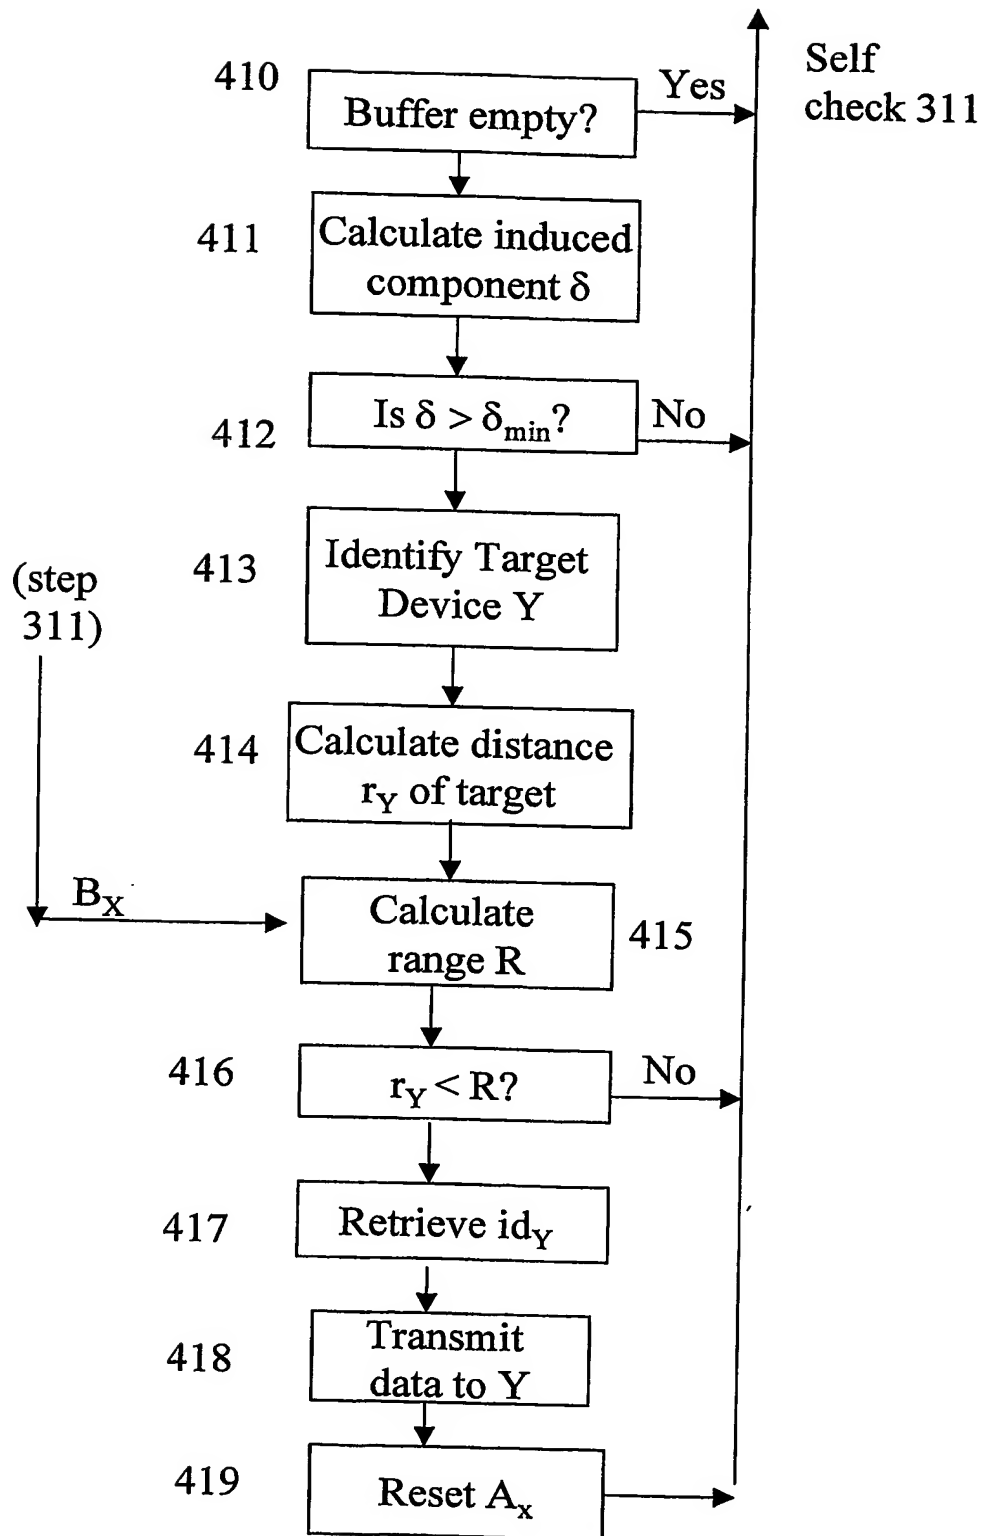 410
Buffer empty?
Yes
Self
check 311
411
Calculate induced
component δ
412
Is δ > δmin?
No
(step
311)
413
Identify Target
Device Y
414
Calculate distance
rY of target
BX
Calculate
range R
415
416
rY < R?
No
417
Retrieve idY
418
Transmit
data to Y
419
Reset Ax